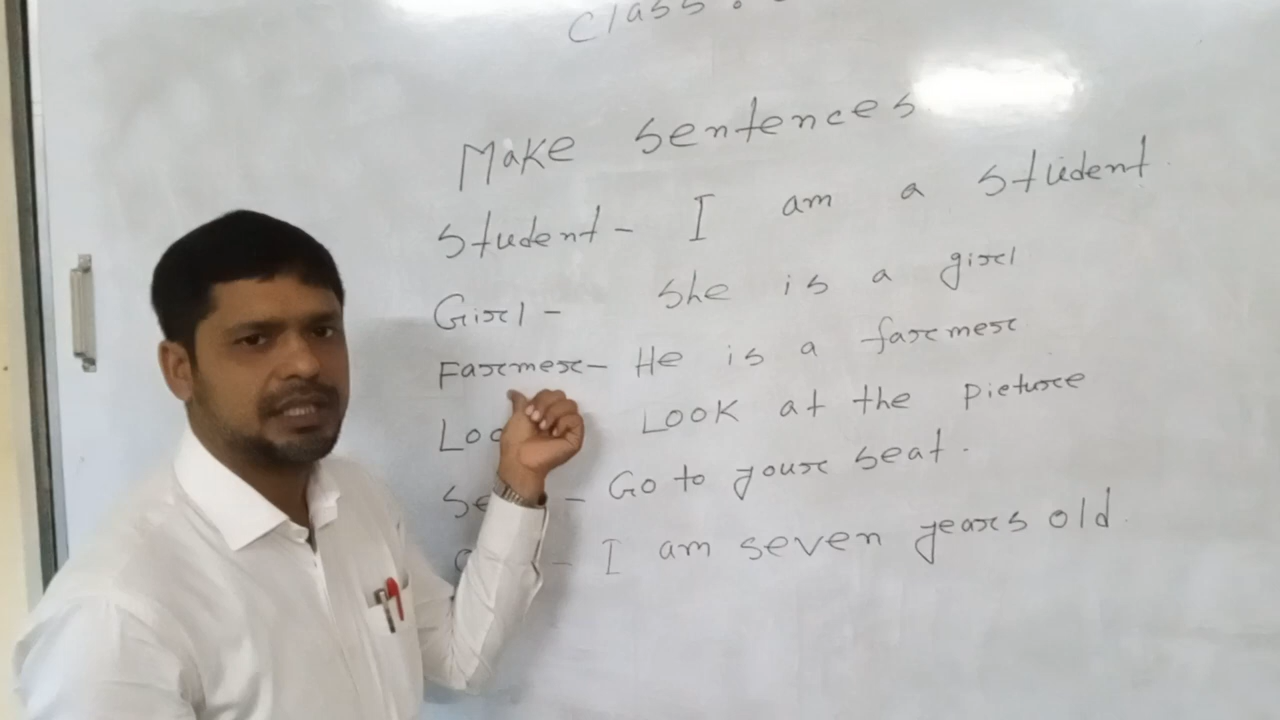 Class
Make sentences
Student - I am a student.
Girl - She is a girl
Farmer - He is a farmer
Look at the picture
- Go to your seat.
- I am seven years old.